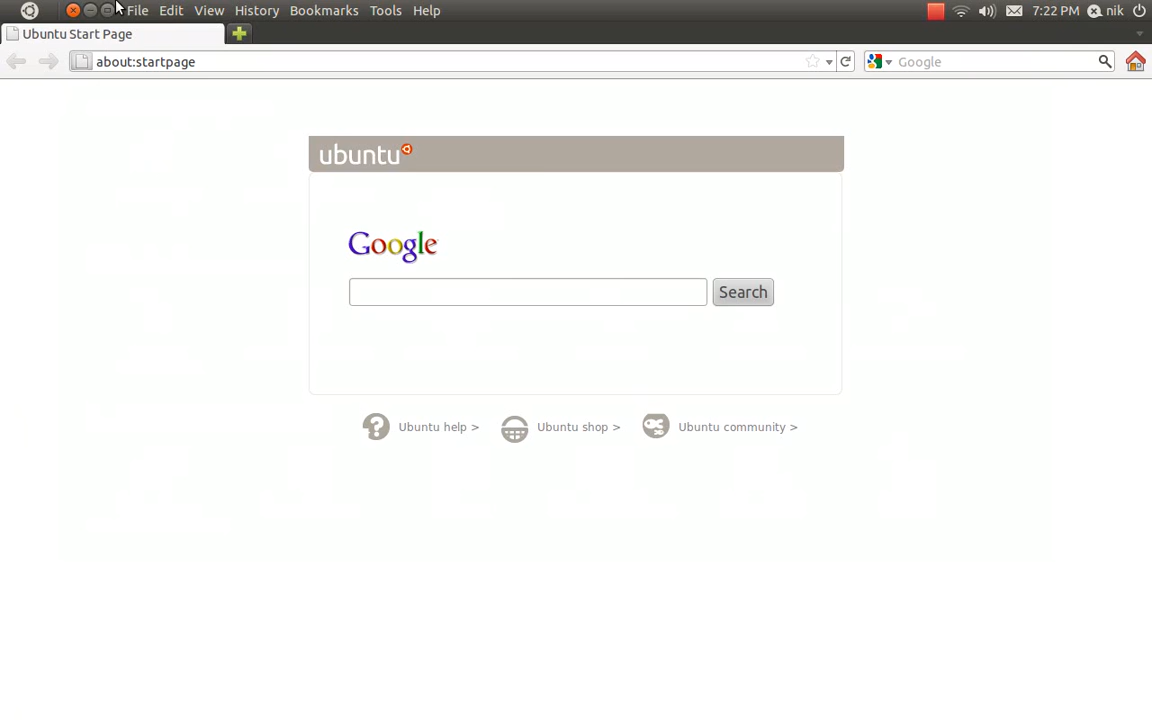 File Edit View History Bookmarks Tools Help 7:22 PM nik
Ubuntu Start Page
about:startpage Google
ubuntu
Google
Search
Ubuntu help > Ubuntu shop > Ubuntu community >